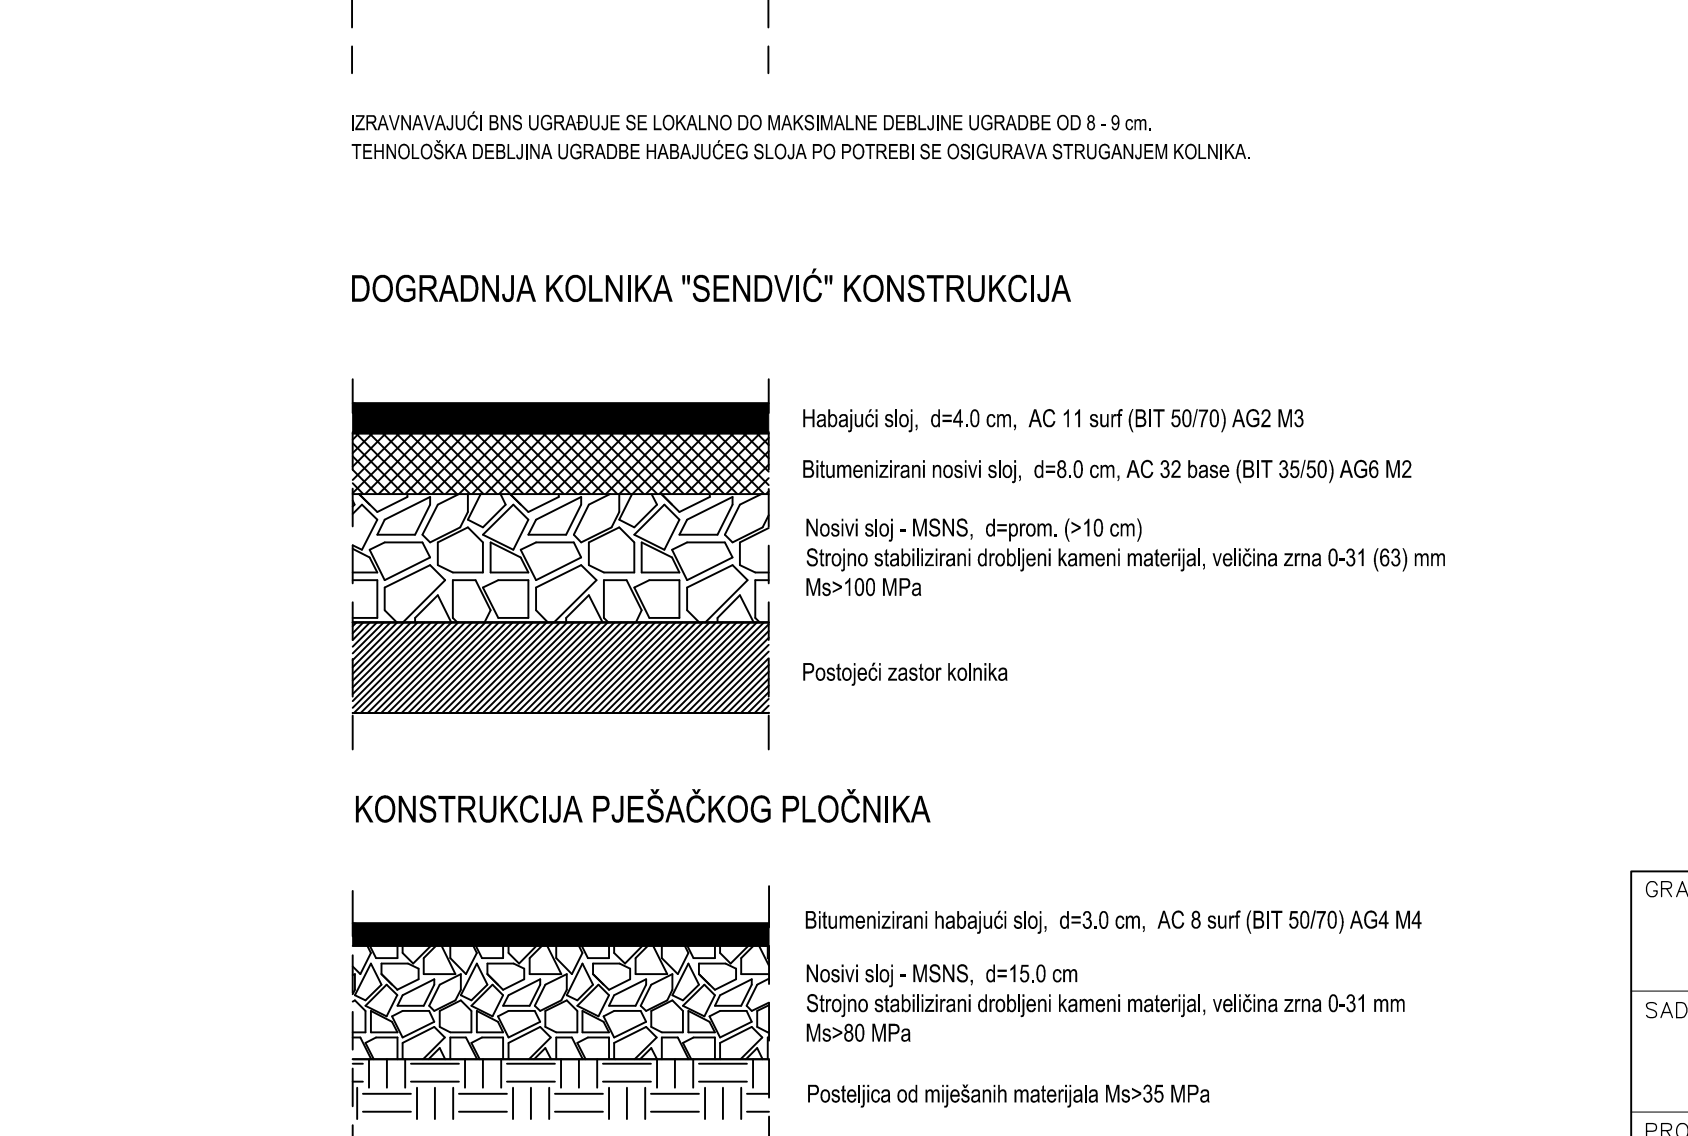 IZRAVNAVAJUĆI BNS UGRAĐUJE SE LOKALNO DO MAKSIMALNE DEBLJINE UGRADBE OD 8 - 9 cm.
TEHNOLOŠKA DEBLJINA UGRADBE HABAJUĆEG SLOJA PO POTREBI SE OSIGURAVA STRUGANJEM KOLNIKA.
DOGRADNJA KOLNIKA "SENDVIĆ" KONSTRUKCIJA
Habajući sloj, d=4.0 cm, AC 11 surf (BIT 50/70) AG2 M3
Bitumenizirani nosivi sloj, d=8.0 cm, AC 32 base (BIT 35/50) AG6 M2
Nosivi sloj - MSNS, d=prom. (>10 cm)
Strojno stabilizirani drobljeni kameni materijal, veličina zrna 0-31 (63) mm
Ms>100 MPa
Postojeći zastor kolnika
KONSTRUKCIJA PJEŠAČKOG PLOČNIKA
Bitumenizirani habajući sloj, d=3.0 cm, AC 8 surf (BIT 50/70) AG4 M4
Nosivi sloj - MSNS, d=15.0 cm
Strojno stabilizirani drobljeni kameni materijal, veličina zrna 0-31 mm
Ms>80 MPa
Posteljica od miješanih materijala Ms>35 MPa
GRA
SAD
PRO